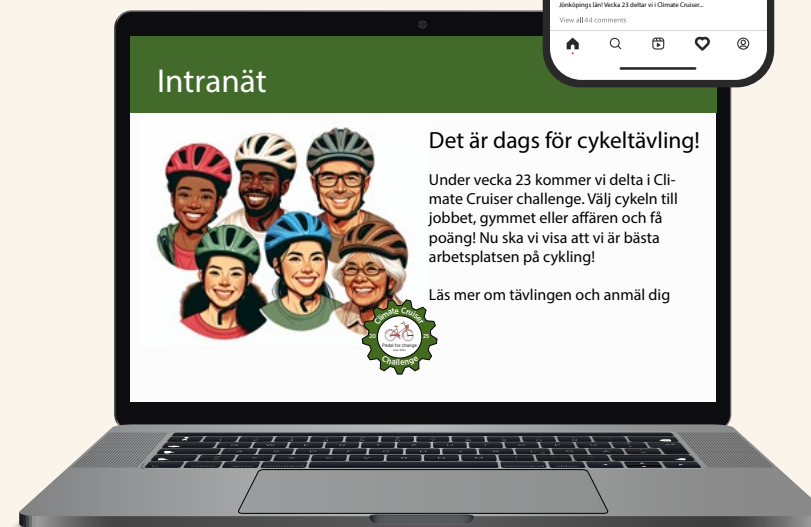 Jönköpings län! Vecka 23 deltar vi i Climate Cruiser...
View all 44 comments
Intranät
Det är dags för cykeltävling!
Under vecka 23 kommer vi delta i Cli-
mate Cruiser challenge. Välj cykeln till
jobbet, gymmet eller affären och få
poäng! Nu ska vi visa att vi är bästa
arbetsplatsen på cykling!
Läs mer om tävlingen och anmäl dig
Climate Cruiser
20 25
Pedal for change
Challenge